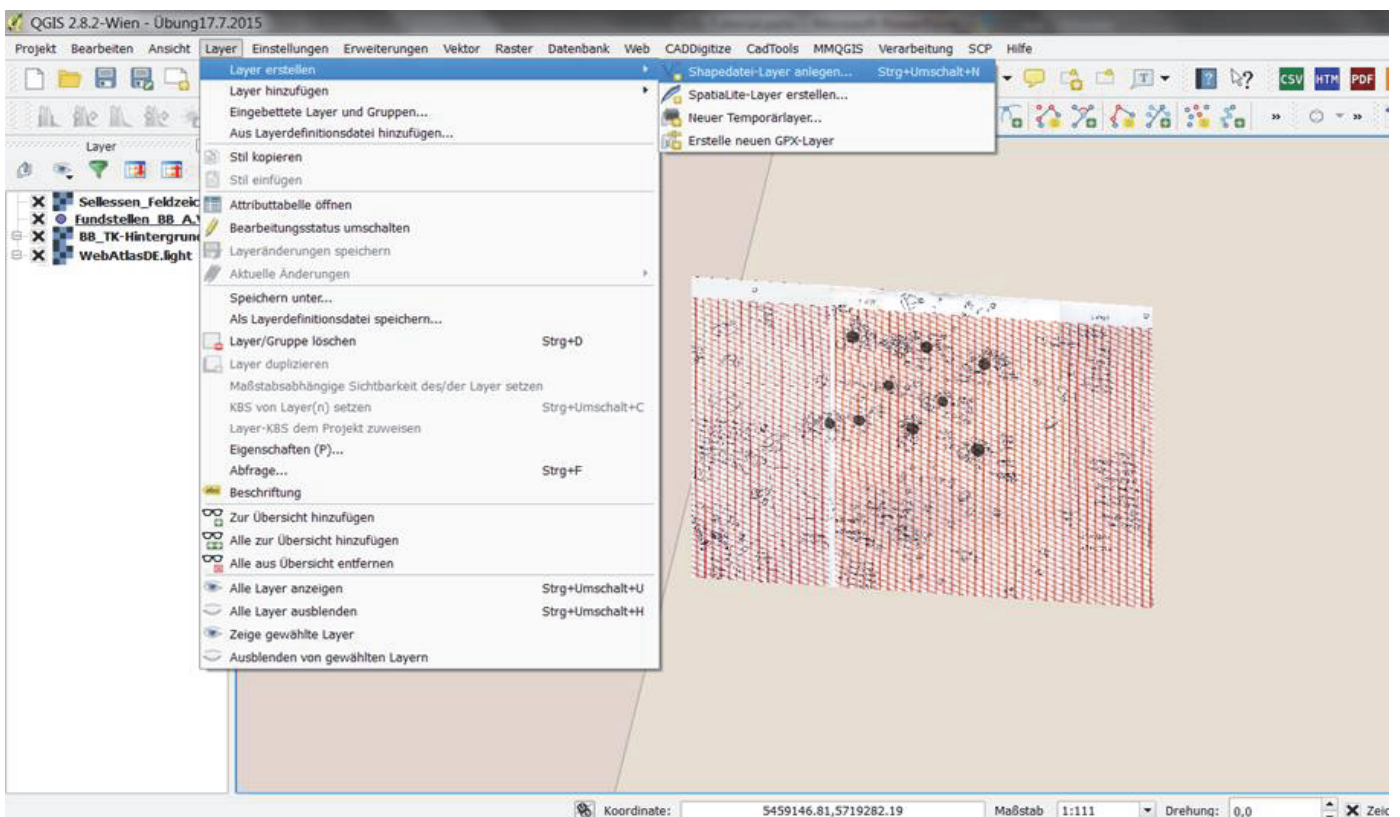 QGIS 2.8.2-Wien - Übung17.7.2015
Projekt Bearbeiten Ansicht Layer Einstellungen Erweiterungen Vektor Raster Datenbank Web CADDigitize CadTools MMQGIS Verarbeitung SCP Hilfe
CSV HTM PDF
Layer
Sellessen_Feldzeic
Fundstellen_BB_A.
BB_TK-Hintergrun
WebAtlasDE.light
Layer erstellen
Layer hinzufügen
Eingebettete Layer und Gruppen...
Aus Layerdefinitionsdatei hinzufügen...
Stil kopieren
Stil einfügen
Attributtabelle öffnen
Bearbeitungsstatus umschalten
Layeränderungen speichern
Aktuelle Änderungen
Speichern unter...
Als Layerdefinitionsdatei speichern...
Layer/Gruppe löschen Strg+D
Layer duplizieren
Maßstabsabhängige Sichtbarkeit des/der Layer setzen
KBS von Layer(n) setzen Strg+Umschalt+C
Layer-KBS dem Projekt zuweisen
Eigenschaften (P)...
Abfrage... Strg+F
Beschriftung
Zur Übersicht hinzufügen
Alle zur Übersicht hinzufügen
Alle aus Übersicht entfernen
Alle Layer anzeigen Strg+Umschalt+U
Alle Layer ausblenden Strg+Umschalt+H
Zeige gewählte Layer
Ausblenden von gewählten Layern
Shapedatei-Layer anlegen... Strg+Umschalt+N
SpatiaLite-Layer erstellen...
Neuer Temporärlayer...
Erstelle neuen GPX-Layer
Koordinate: 5459146.81,5719282.19 Maßstab 1:111 Drehung: 0,0 Zeic